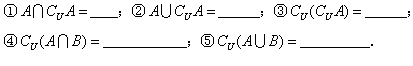 ① A⋂C_U A = ____； ② A⋃C_U A = ______； ③ C_U(C_U A) = ______；
④ C_U(A⋂B) = ____________； ⑤ C_U(A⋃B) = __________．